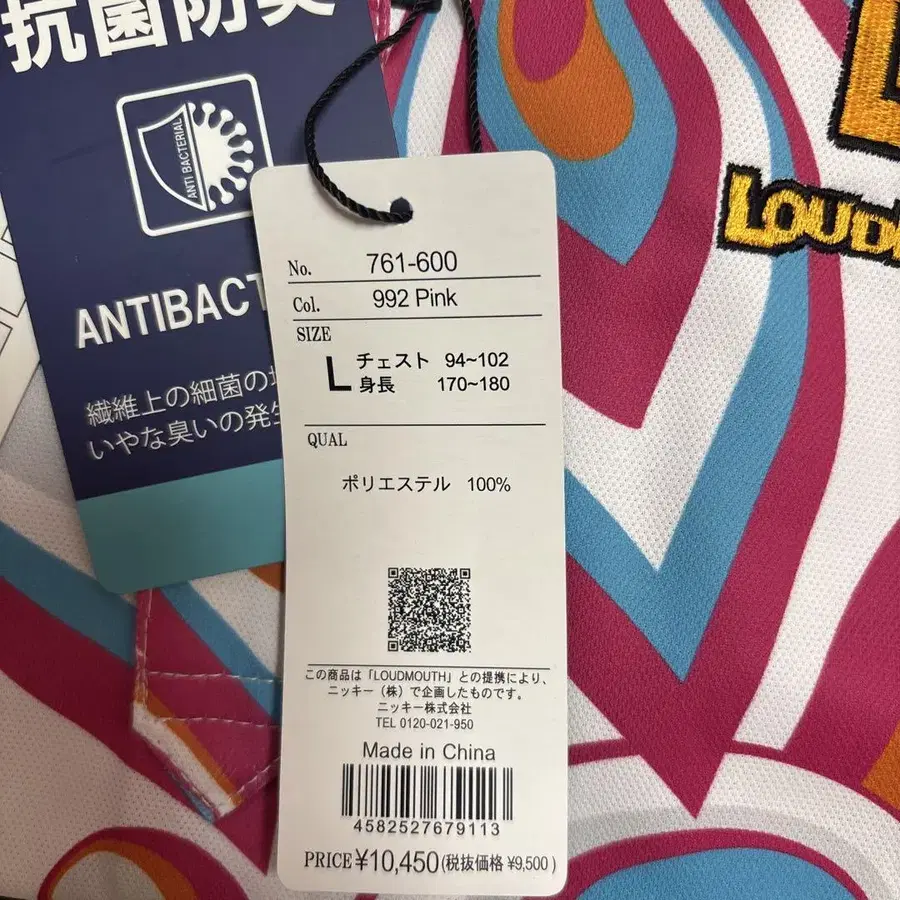 抗菌防臭
ANTI BACTERIAL
ANTIBACT
繊維上の細菌の
いやな臭いの発生
No. 761-600
Col. 992 Pink
SIZE
L チェスト 94~102
身長 170~180
QUAL
ポリエステル 100%
この商品は「LOUDMOUTH」との提携により、
ニッキー(株)で企画したものです。
ニッキー株式会社
TEL 0120-021-950
Made in China
4582527679113
PRICE ¥10,450 (税抜価格 ¥9,500)
L
LOUD